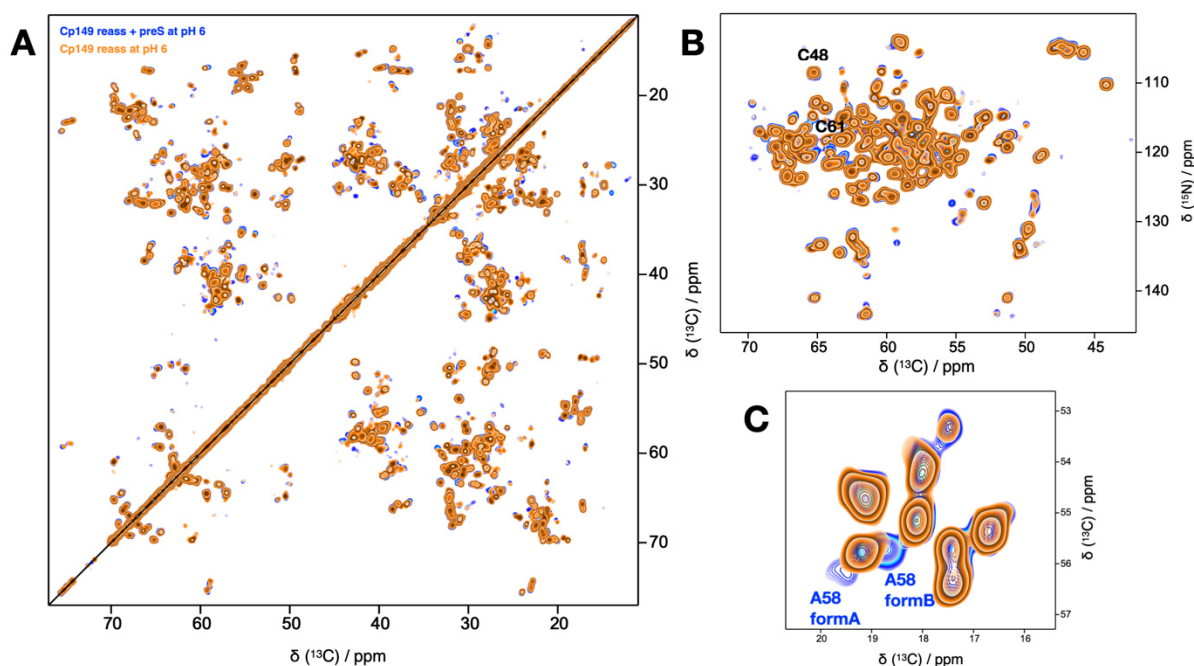 A
Cp149 reass + preS at pH 6
Cp149 reass at pH 6
20
30
40
50
60
70
δ (¹³C) / ppm
70 60 50 40 30 20
δ (¹³C) / ppm
B
C48
C61
110
120
130
140
δ (¹⁵N) / ppm
70 65 60 55 50 45
δ (¹³C) / ppm
C
A58
formA
A58
formB
53
54
55
56
57
δ (¹³C) / ppm
20 19 18 17 16
δ (¹³C) / ppm